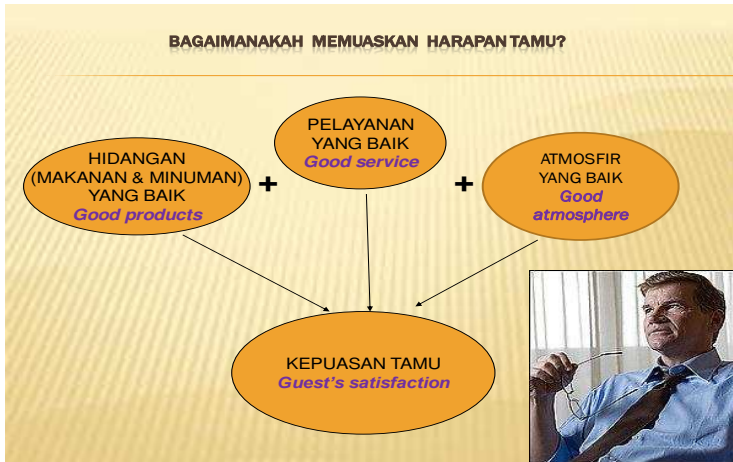 BAGAIMANAKAH MEMUASKAN HARAPAN TAMU?
HIDANGAN
(MAKANAN & MINUMAN)
YANG BAIK
Good products
+
PELAYANAN
YANG BAIK
Good service
+
ATMOSFIR
YANG BAIK
Good
atmosphere
KEPUASAN TAMU
Guest's satisfaction